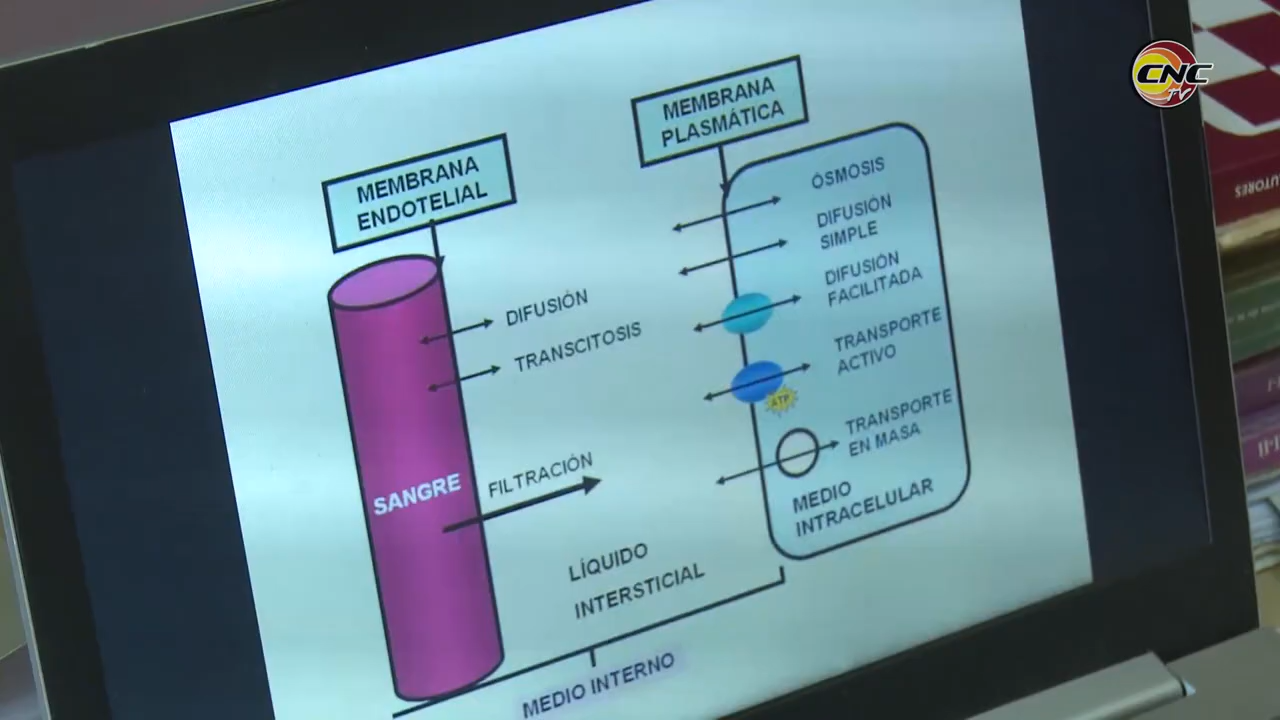 CNC
TV
MEMBRANA
PLASMÁTICA
MEMBRANA
ENDOTELIAL
ÓSMOSIS
DIFUSIÓN
SIMPLE
DIFUSIÓN
FACILITADA
TRANSPORTE
ACTIVO
ATP
TRANSPORTE
EN MASA
MEDIO
INTRACELULAR
DIFUSIÓN
TRANSCITOSIS
FILTRACIÓN
SANGRE
LÍQUIDO
INTERSTICIAL
MEDIO INTERNO
AUTORES